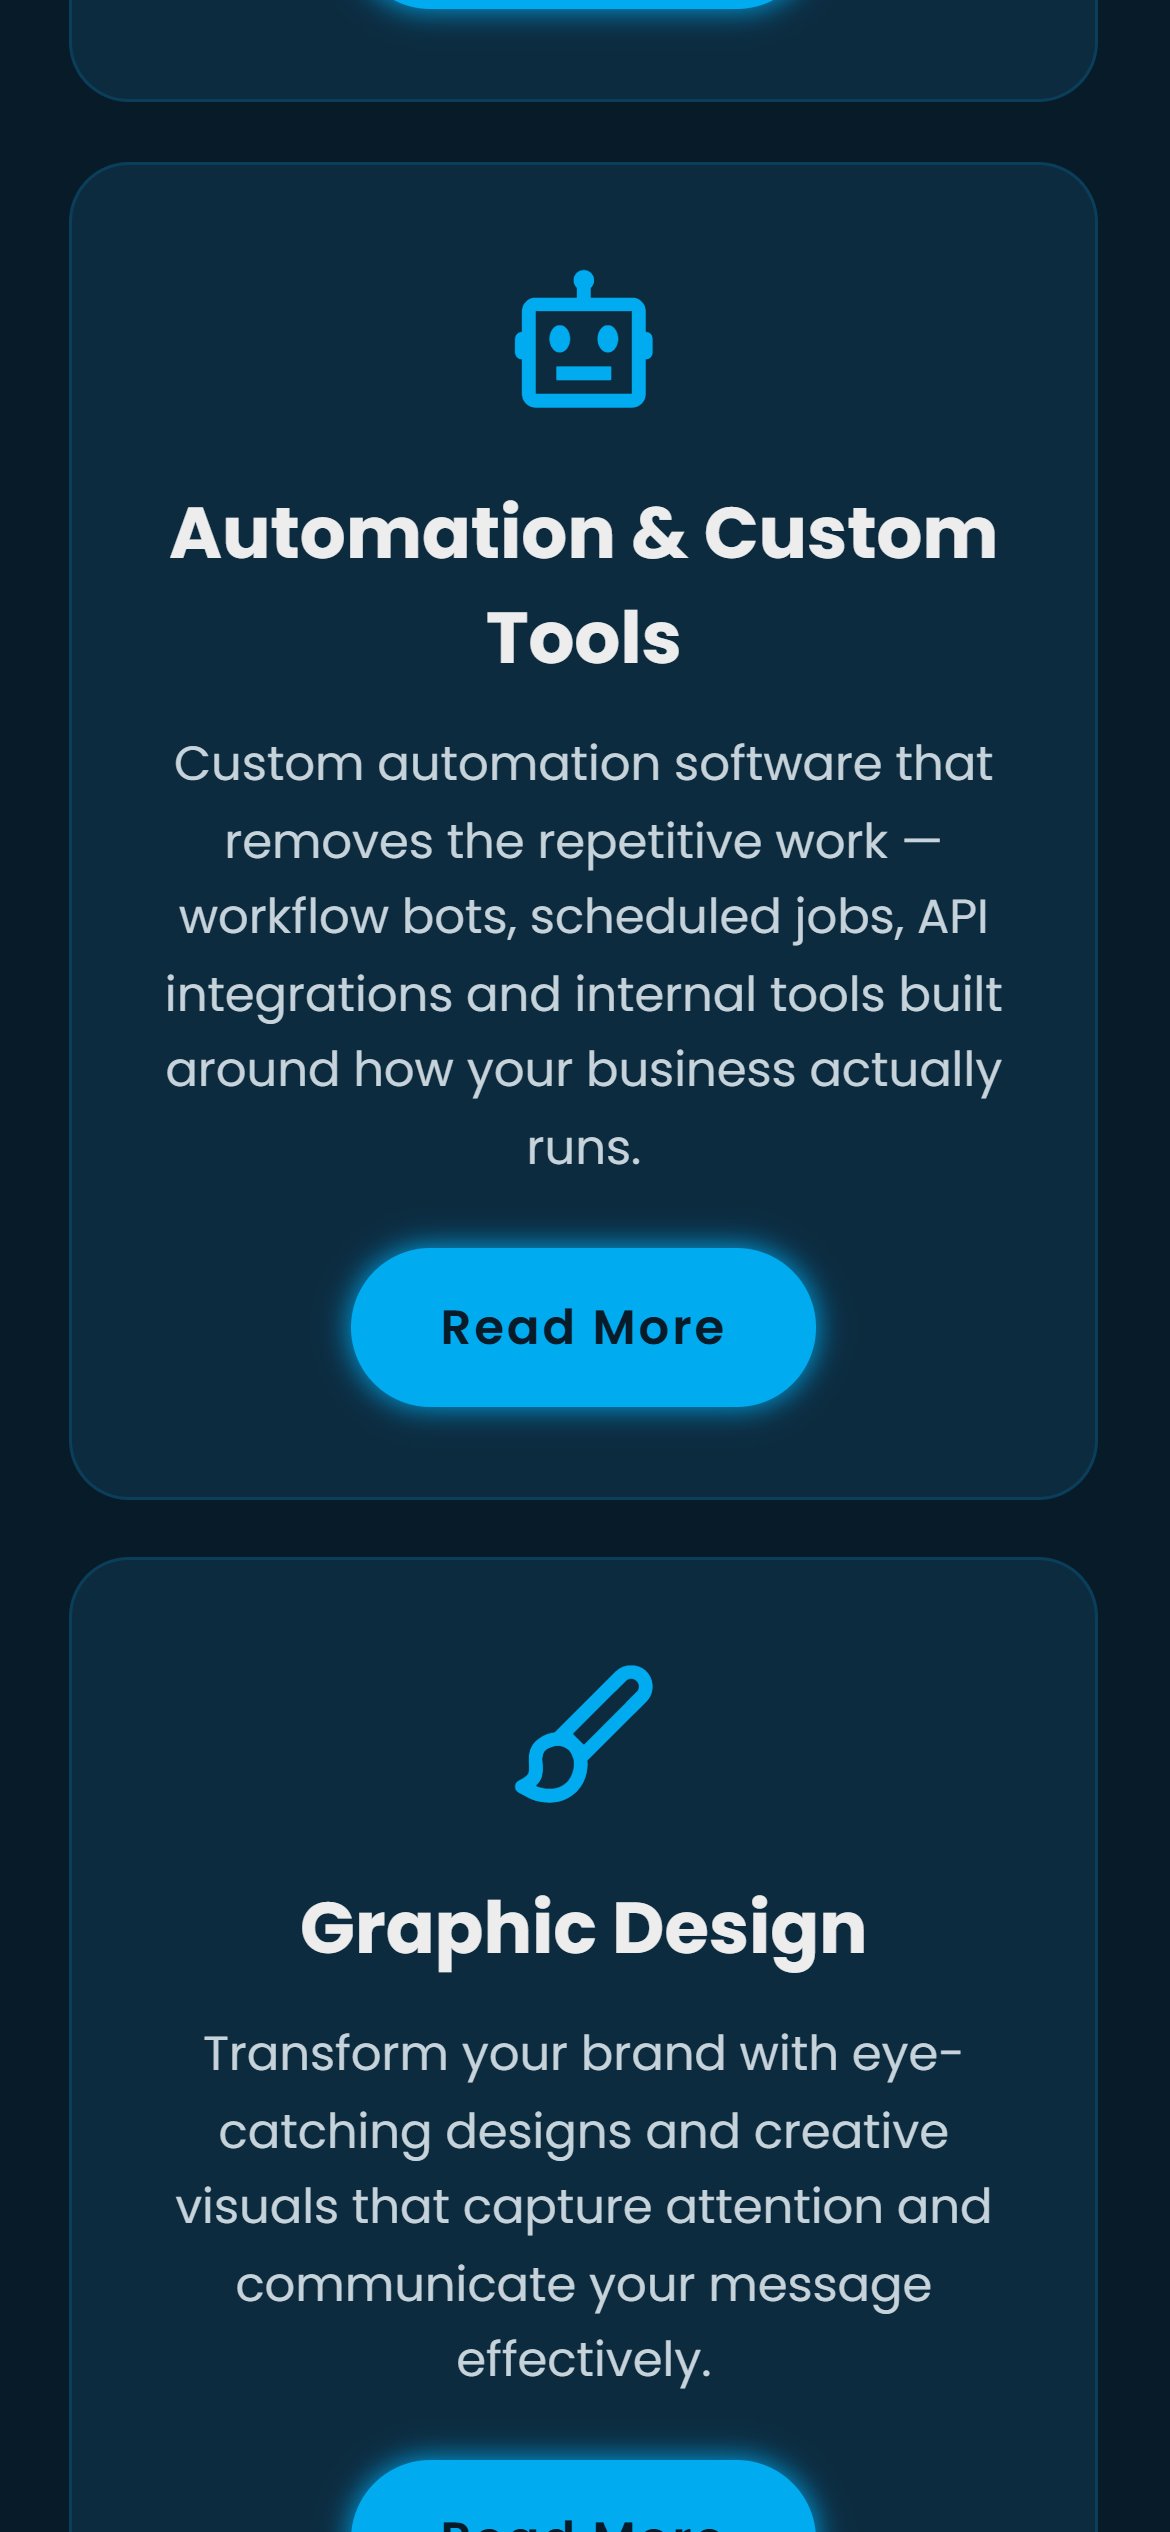 Automation & Custom
Tools
Custom automation software that
removes the repetitive work —
workflow bots, scheduled jobs, API
integrations and internal tools built
around how your business actually
runs.
Read More
Graphic Design
Transform your brand with eye-
catching designs and creative
visuals that capture attention and
communicate your message
effectively.
Read More